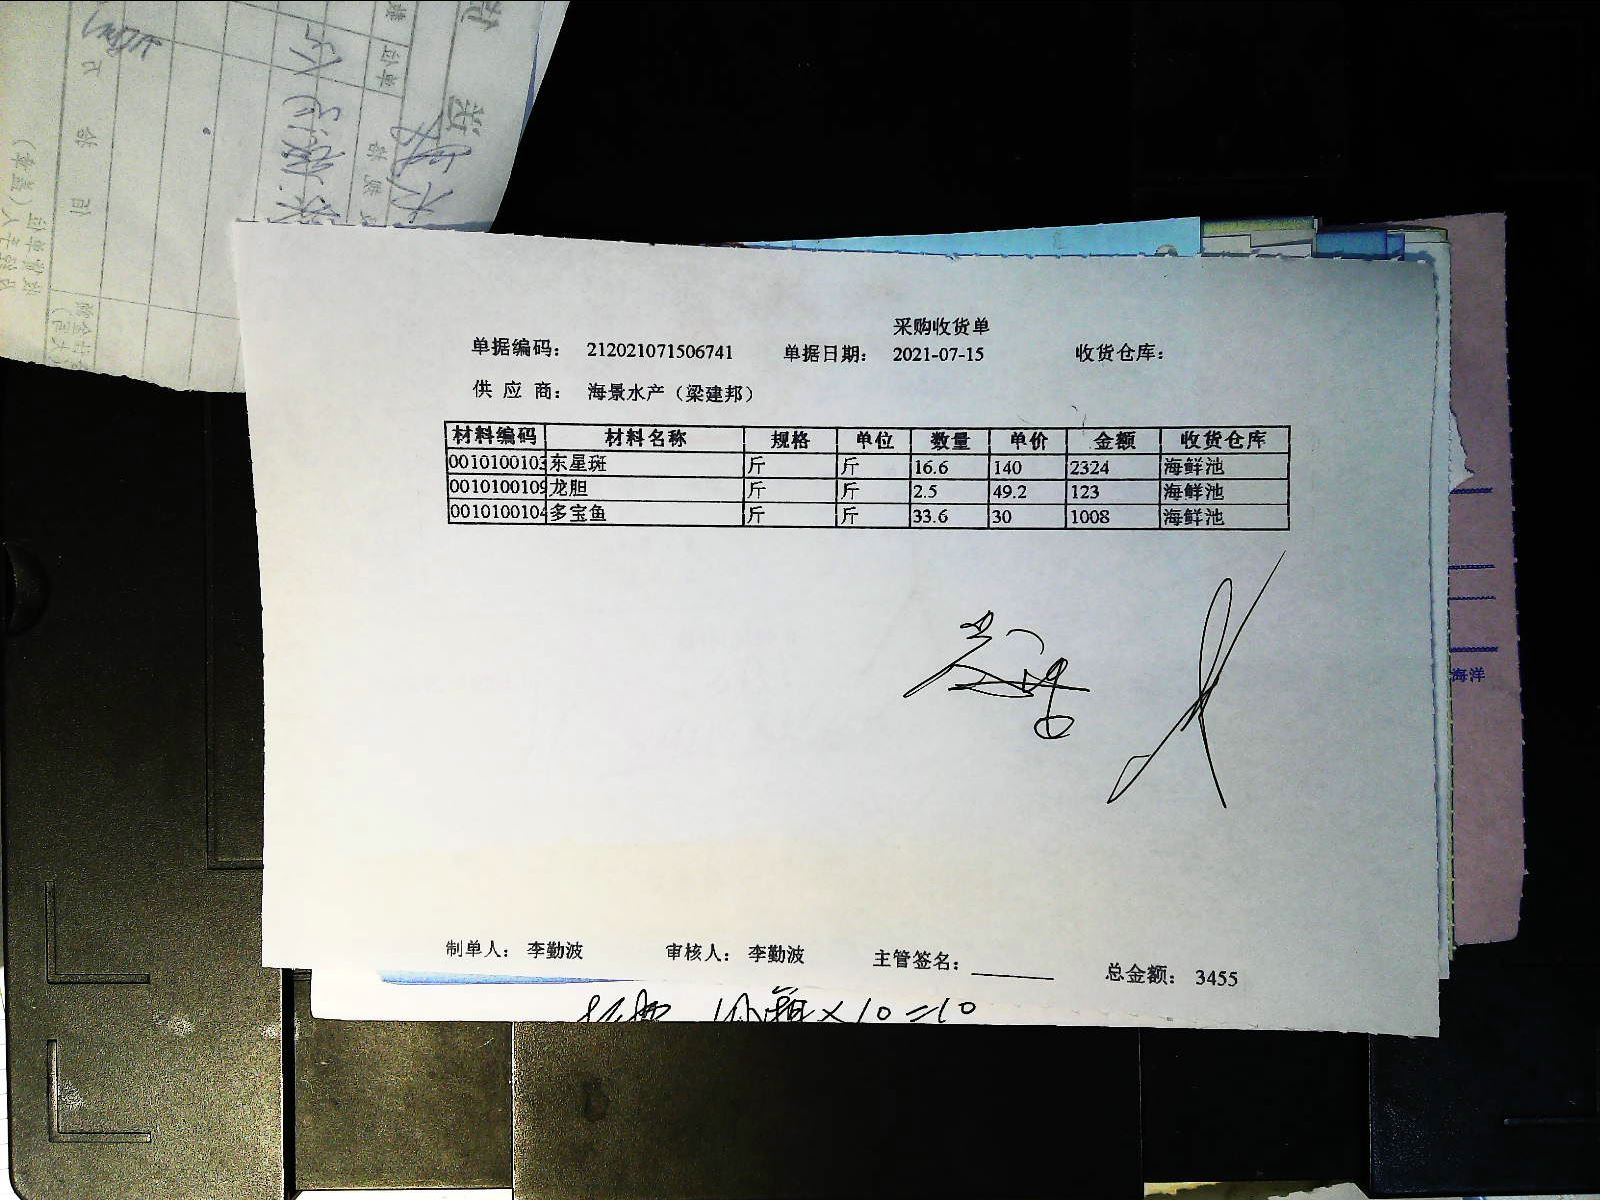 采购收货单
单据编码： 212021071506741 单据日期： 2021-07-15 收货仓库：
供 应 商： 海景水产（梁建邦）
材料编码 材料名称 规格 单位 数量 单价 金额 收货仓库
0010100103 东星斑 斤 斤 16.6 140 2324 海鲜池
0010100109 龙胆 斤 斤 2.5 49.2 123 海鲜池
0010100104 多宝鱼 斤 斤 33.6 30 1008 海鲜池
海洋
制单人： 李勤波 审核人： 李勤波 主管签名： 总金额： 3455
×10=10